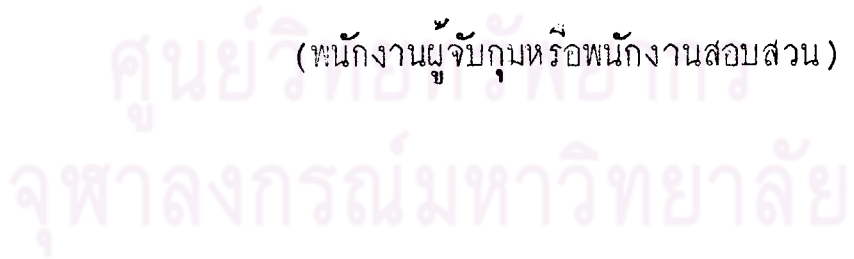 (พนักงานผู้จับกุมหรือพนักงานสอบสวน)
ศูนย์วิทยทรัพยากร
จุฬาลงกรณ์มหาวิทยาลัย